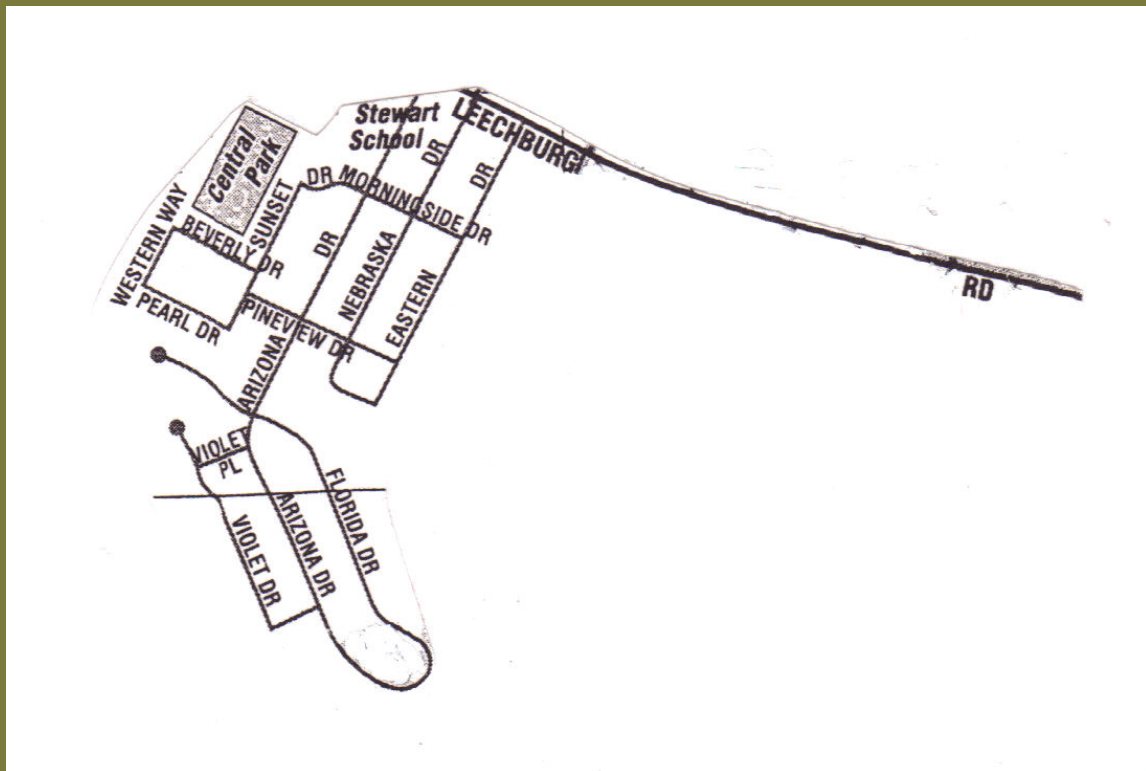 Stewart
School
LEECHBURG
RD
Central
Park
DR
DR
DR MORNINGSIDE DR
SUNSET
WESTERN WAY
BEVERLY DR
DR
NEBRASKA
EASTERN
PEARL DR
PINEVIEW DR
ARIZONA
VIOLET
PL
FLORIDA DR
ARIZONA DR
VIOLET DR